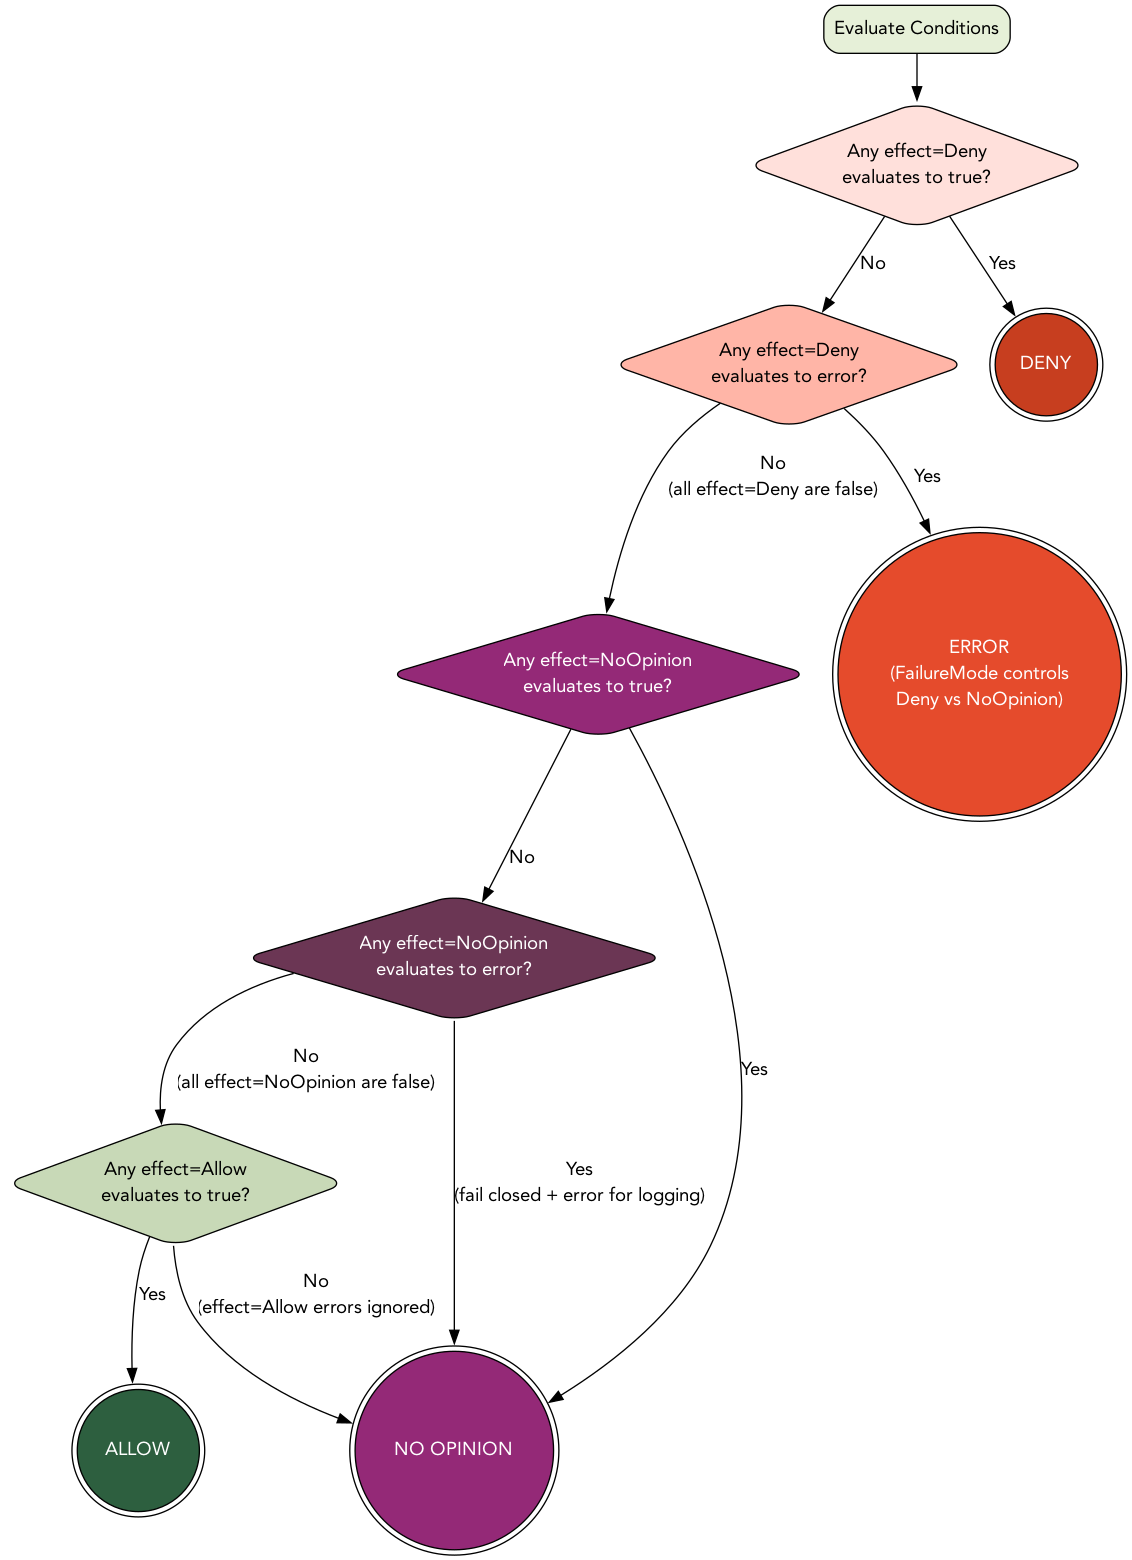 Evaluate Conditions
Any effect=Deny
evaluates to true?
No
Yes
Any effect=Deny
evaluates to error?
DENY
No
(all effect=Deny are false)
Yes
Any effect=NoOpinion
evaluates to true?
ERROR
(FailureMode controls
Deny vs NoOpinion)
No
Any effect=NoOpinion
evaluates to error?
No
(all effect=NoOpinion are false)
Yes
Any effect=Allow
evaluates to true?
Yes
(fail closed + error for logging)
Yes
No
(effect=Allow errors ignored)
ALLOW
NO OPINION